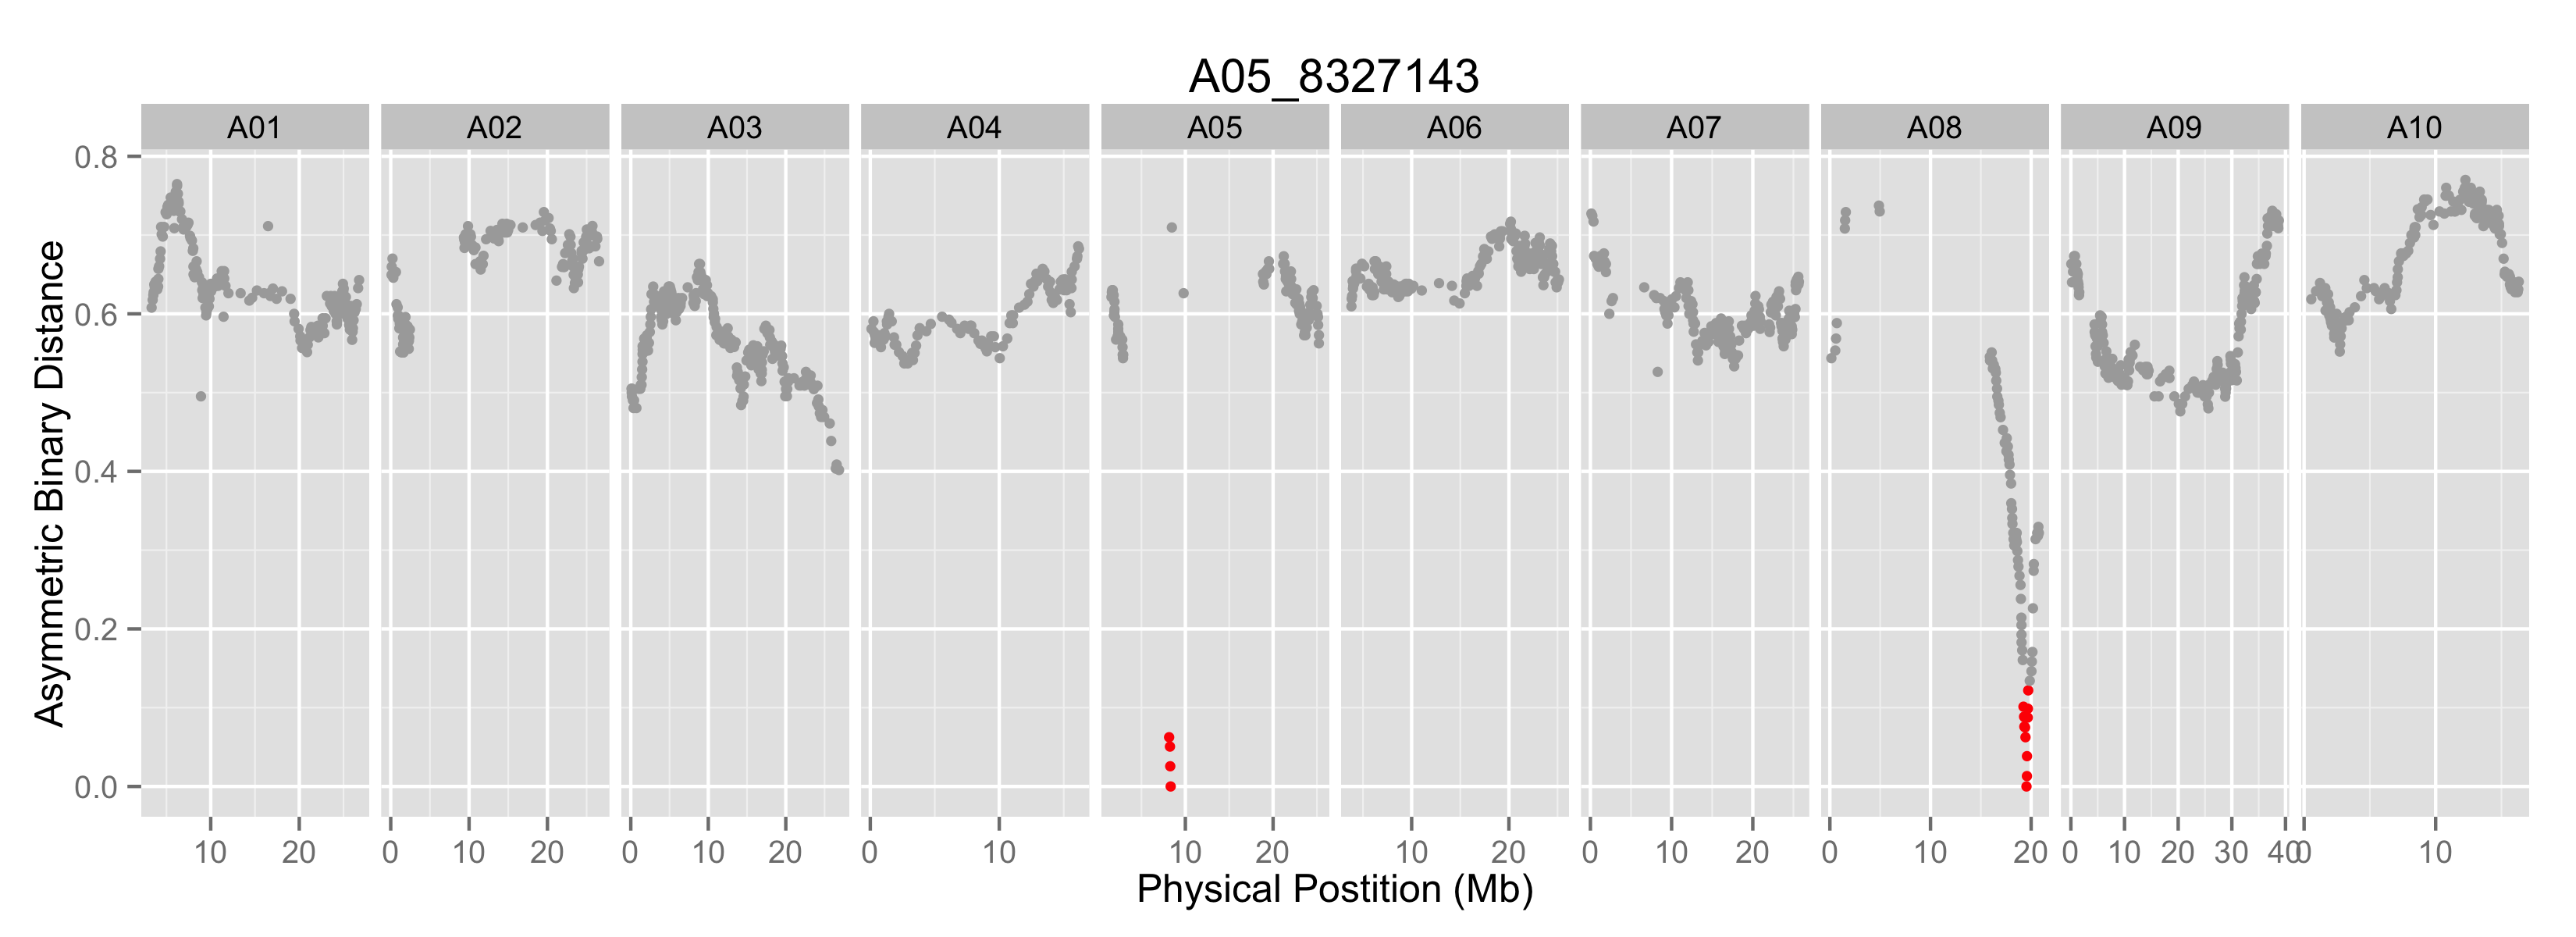 A05_8327143
A01 A02 A03 A04 A05 A06 A07 A08 A09 A10
Asymmetric Binary Distance
0.8
0.6
0.4
0.2
0.0
10 20 0 10 20 0 10 20 0 10 10 20 10 20 0 10 20 0 10 20 0 10 20 30 40 0 10
Physical Postition (Mb)